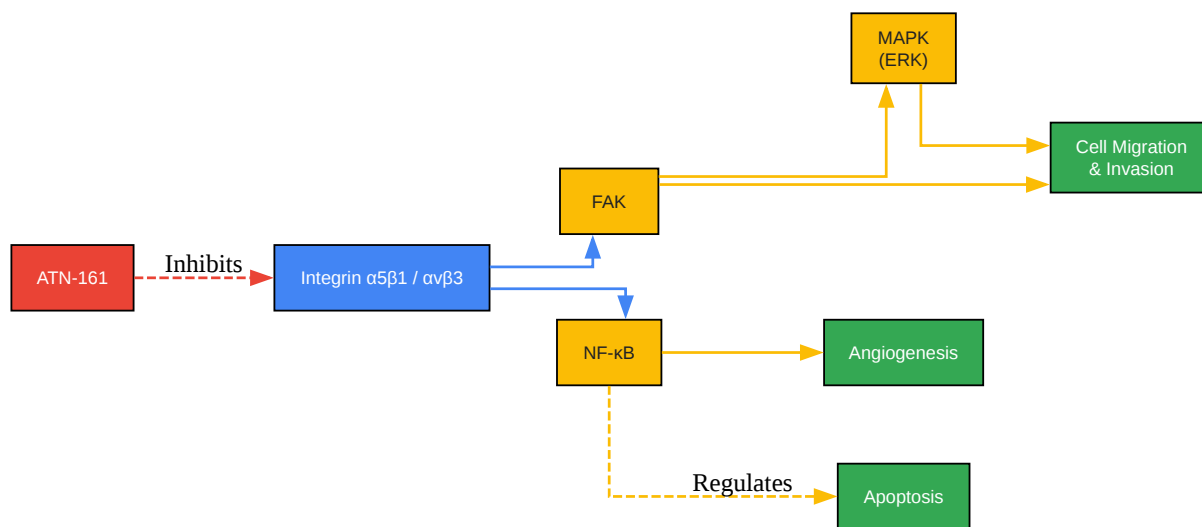 MAPK
(ERK)
Cell Migration
& Invasion
FAK
Inhibits
ATN-161
Integrin α5β1 / αvβ3
NF-κB
Angiogenesis
Regulates
Apoptosis